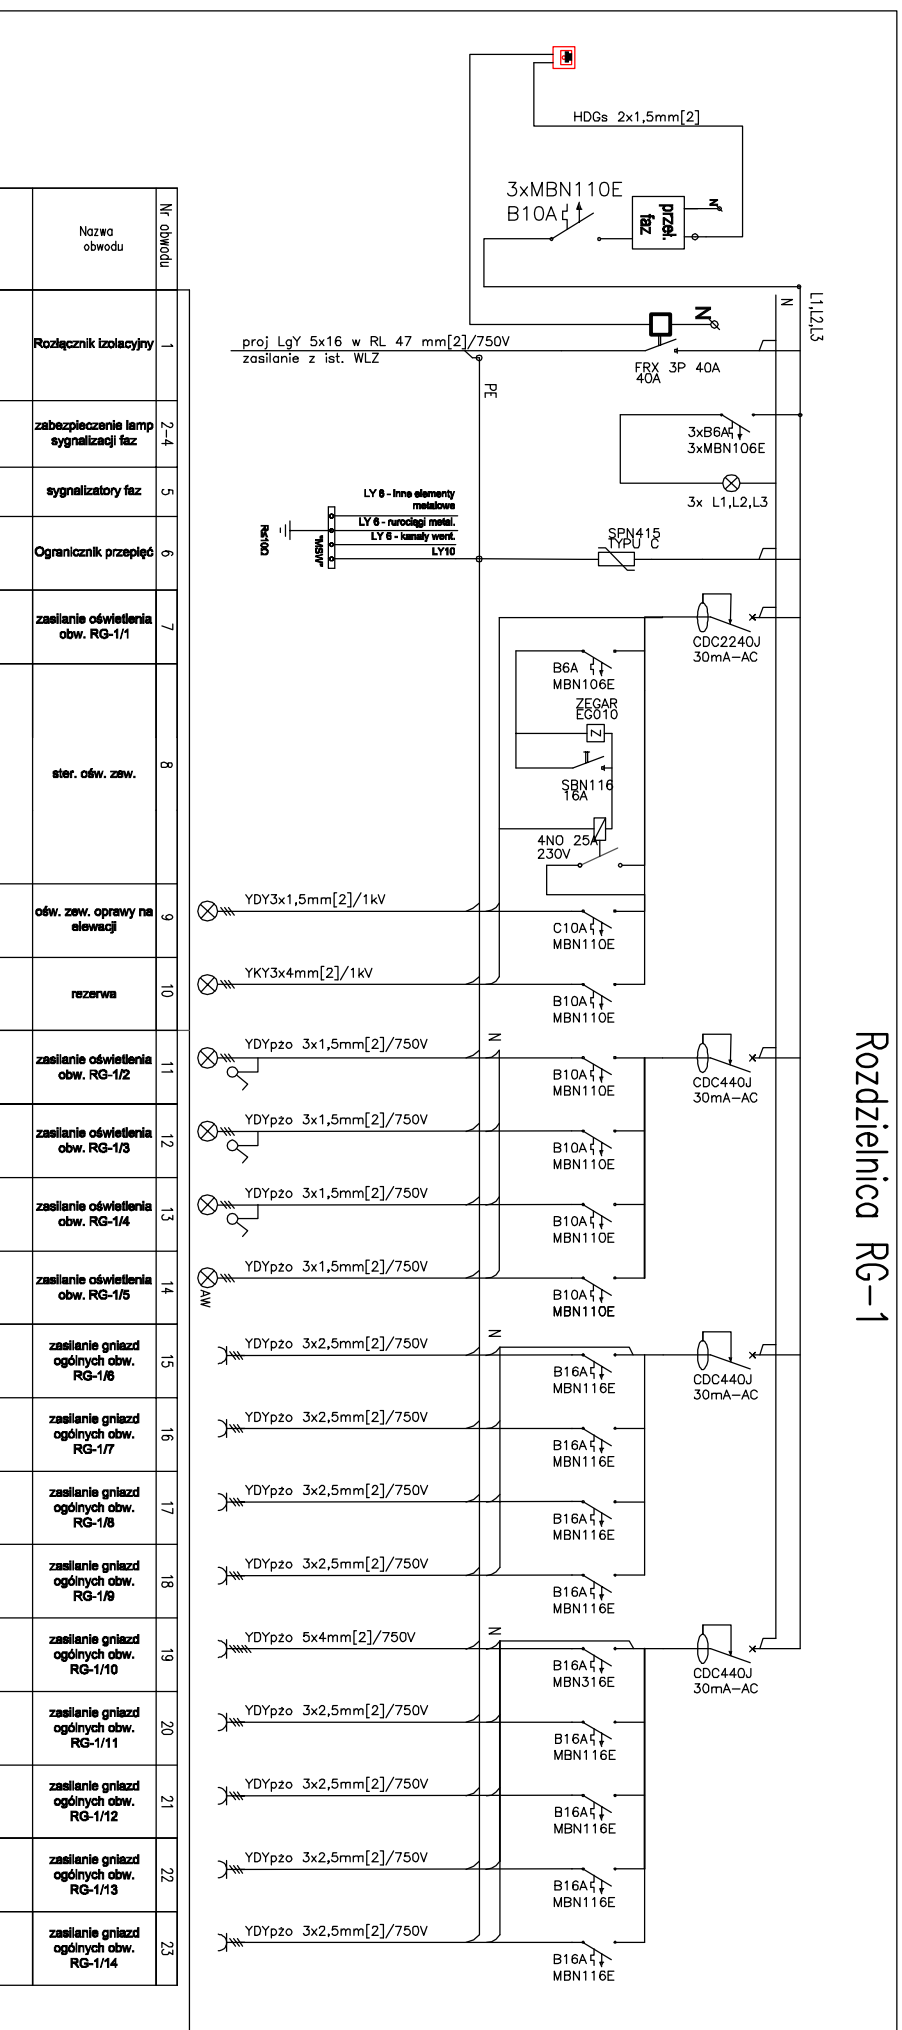 Rozdzielnica RG-1
HDGs 2x1,5mm[2]
3xMBN110E
B10A
przeł.
faz
N
L1,L2,L3
N
N
proj LgY 5x16 w RL 47 mm[2]/750V
zasilanie z ist. WLZ
FRX 3P 40A
40A
PE
3xB6A
3xMBN106E
3x L1,L2,L3
LY 6 - inne elementy
metalowe
LY 6 - rurociągi metal.
LY 6 - kanały went.
LY10
"MSW"
R≤10Ω
SPN415
TYPU C
CDC2240J
30mA-AC
B6A
MBN106E
ZEGAR
EG010
Z
SBN116
16A
4NO 25A
230V
YDY3x1,5mm[2]/1kV
C10A
MBN110E
YKY3x4mm[2]/1kV
B10A
MBN110E
N
YDYpżo 3x1,5mm[2]/750V
B10A
MBN110E
CDC440J
30mA-AC
YDYpżo 3x1,5mm[2]/750V
B10A
MBN110E
YDYpżo 3x1,5mm[2]/750V
B10A
MBN110E
YDYpżo 3x1,5mm[2]/750V
AW
B10A
MBN110E
N
YDYpżo 3x2,5mm[2]/750V
B16A
MBN116E
CDC440J
30mA-AC
YDYpżo 3x2,5mm[2]/750V
B16A
MBN116E
YDYpżo 3x2,5mm[2]/750V
B16A
MBN116E
YDYpżo 3x2,5mm[2]/750V
B16A
MBN116E
N
YDYpżo 5x4mm[2]/750V
B16A
MBN316E
CDC440J
30mA-AC
YDYpżo 3x2,5mm[2]/750V
B16A
MBN116E
YDYpżo 3x2,5mm[2]/750V
B16A
MBN116E
YDYpżo 3x2,5mm[2]/750V
B16A
MBN116E
YDYpżo 3x2,5mm[2]/750V
B16A
MBN116E
Nr obwodu
Nazwa
obwodu
1
Rozłącznik izolacyjny
2-4
zabezpieczenie lamp
sygnalizacji faz
5
sygnalizatory faz
6
Ogranicznik przepięć
7
zasilanie oświetlenia
obw. RG-1/1
8
ster. ośw. zew.
9
ośw. zew. oprawy na
elewacji
10
rezerwa
11
zasilanie oświetlenia
obw. RG-1/2
12
zasilanie oświetlenia
obw. RG-1/3
13
zasilanie oświetlenia
obw. RG-1/4
14
zasilanie oświetlenia
obw. RG-1/5
15
zasilanie gniazd
ogólnych obw.
RG-1/6
16
zasilanie gniazd
ogólnych obw.
RG-1/7
17
zasilanie gniazd
ogólnych obw.
RG-1/8
18
zasilanie gniazd
ogólnych obw.
RG-1/9
19
zasilanie gniazd
ogólnych obw.
RG-1/10
20
zasilanie gniazd
ogólnych obw.
RG-1/11
21
zasilanie gniazd
ogólnych obw.
RG-1/12
22
zasilanie gniazd
ogólnych obw.
RG-1/13
23
zasilanie gniazd
ogólnych obw.
RG-1/14